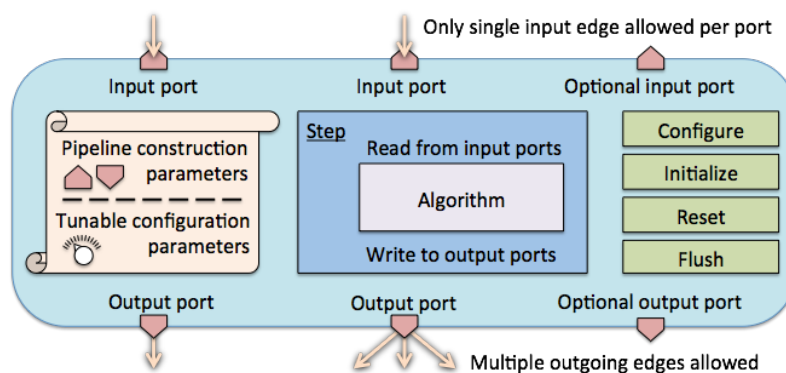 Only single input edge allowed per port
Input port
Input port
Optional input port
Pipeline construction
parameters
Tunable configuration
parameters
Step
Read from input ports
Algorithm
Write to output ports
Configure
Initialize
Reset
Flush
Output port
Output port
Optional output port
Multiple outgoing edges allowed